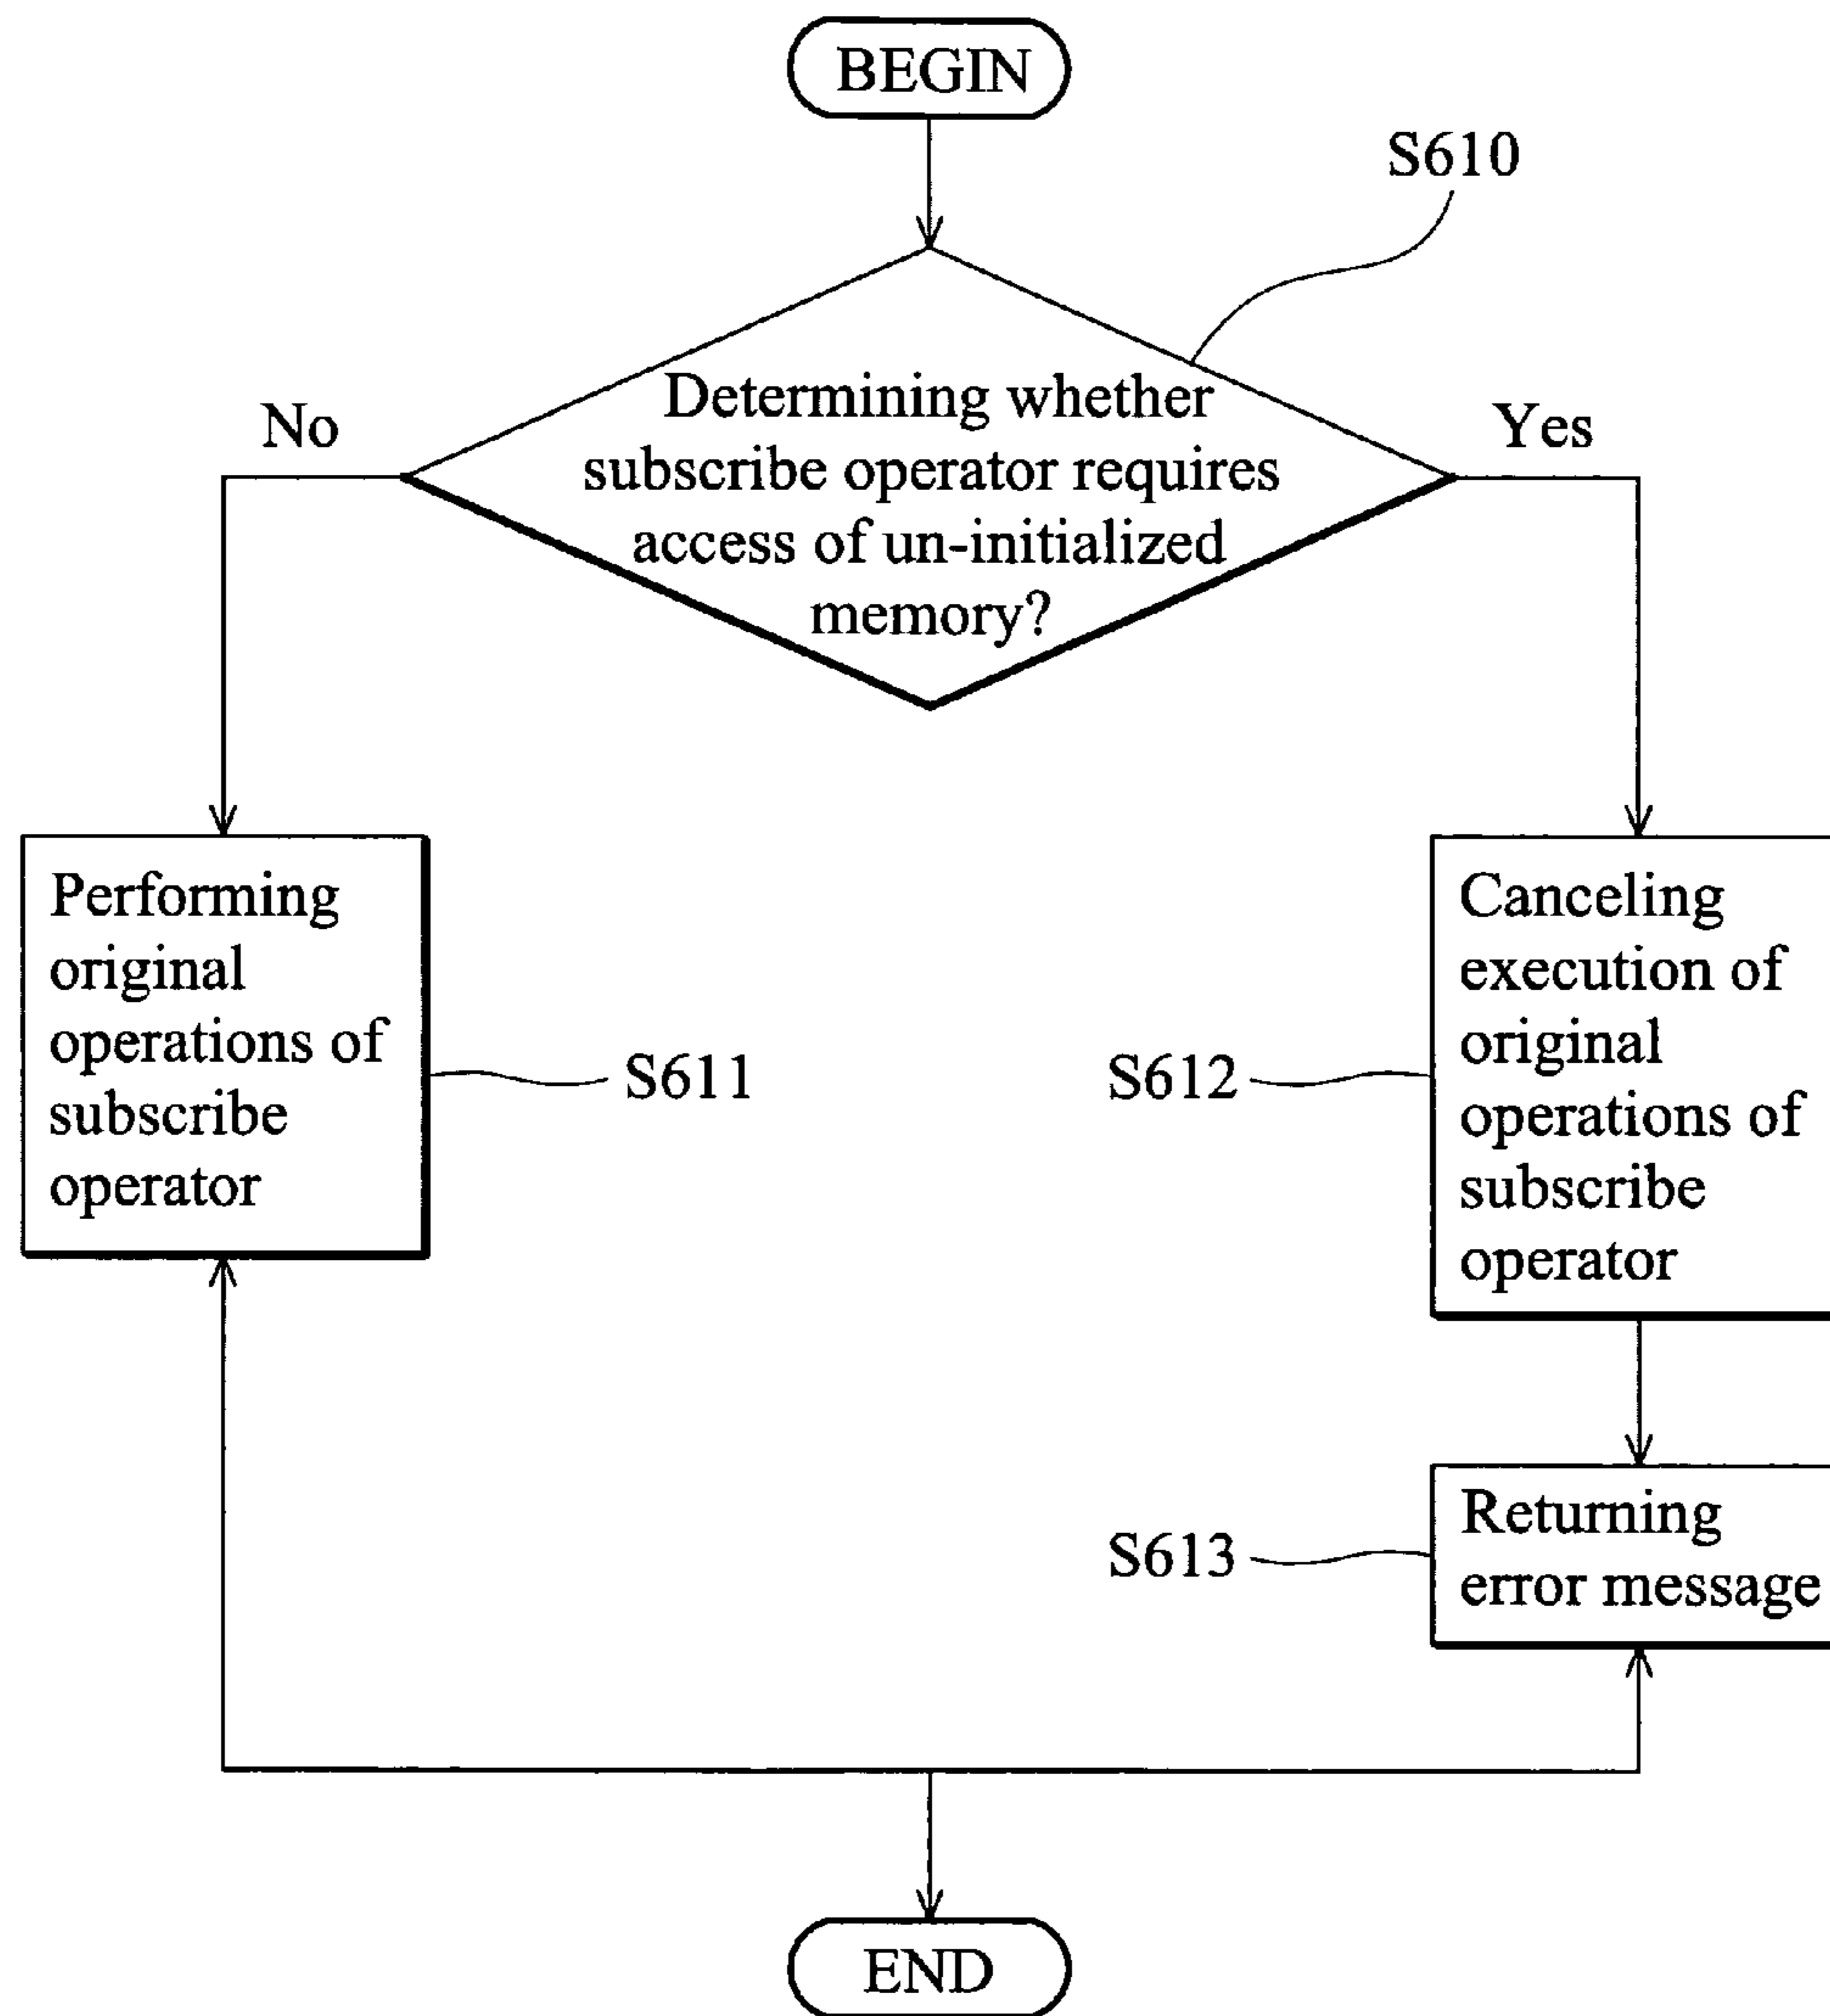 BEGIN
S610
Determining whether
subscribe operator requires
access of un-initialized
memory?
No
Yes
Performing
original
operations of
subscribe
operator
S611
S612
Canceling
execution of
original
operations of
subscribe
operator
S613
Returning
error message
END